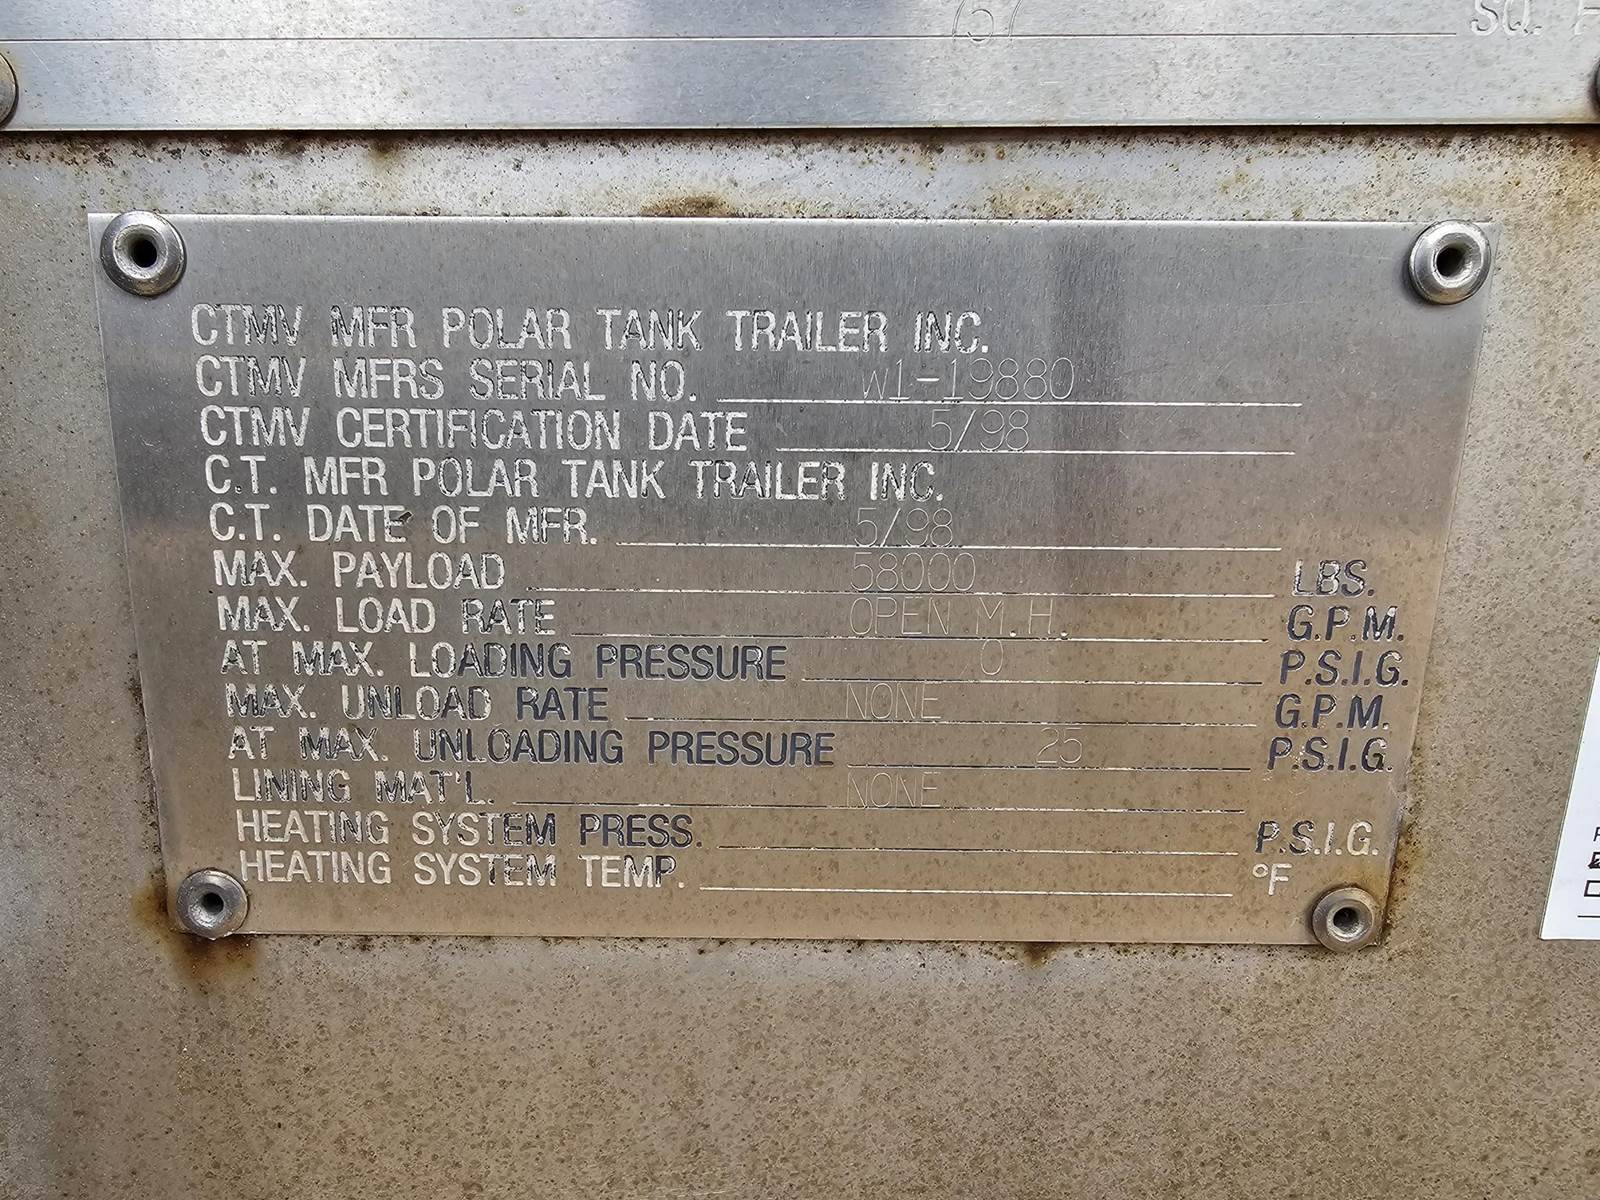 SQ. F
CTMV MFR POLAR TANK TRAILER INC.
CTMV MFRS SERIAL NO. W1-19880
CTMV CERTIFICATION DATE 5/98
C.T. MFR POLAR TANK TRAILER INC.
C.T. DATE OF MFR. 5/98
MAX. PAYLOAD 58000 LBS.
MAX. LOAD RATE OPEN M.H. G.P.M.
AT MAX. LOADING PRESSURE 0 P.S.I.G.
MAX. UNLOAD RATE NONE G.P.M.
AT MAX. UNLOADING PRESSURE 25 P.S.I.G.
LINING MAT'L. NONE
HEATING SYSTEM PRESS. P.S.I.G.
HEATING SYSTEM TEMP. °F